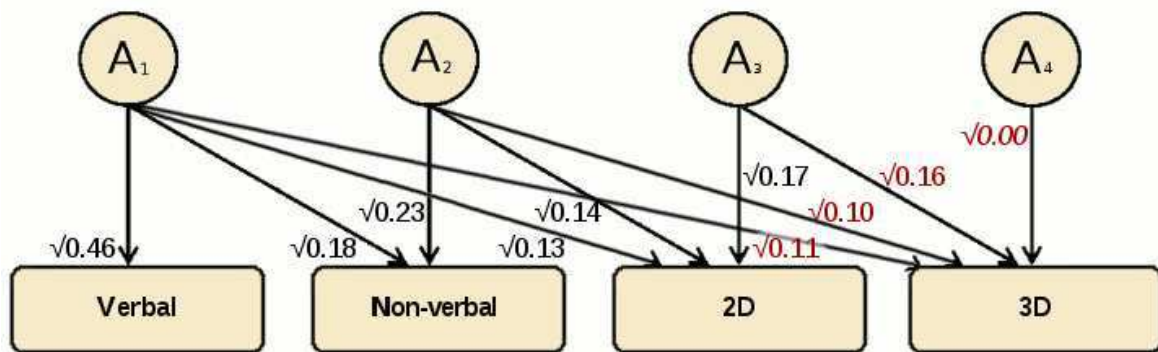 A₁ A₂ A₃ A₄
√0.00
√0.17 √0.16
√0.23 √0.14 √0.10
√0.46 √0.18 √0.13 √0.11
Verbal Non-verbal 2D 3D